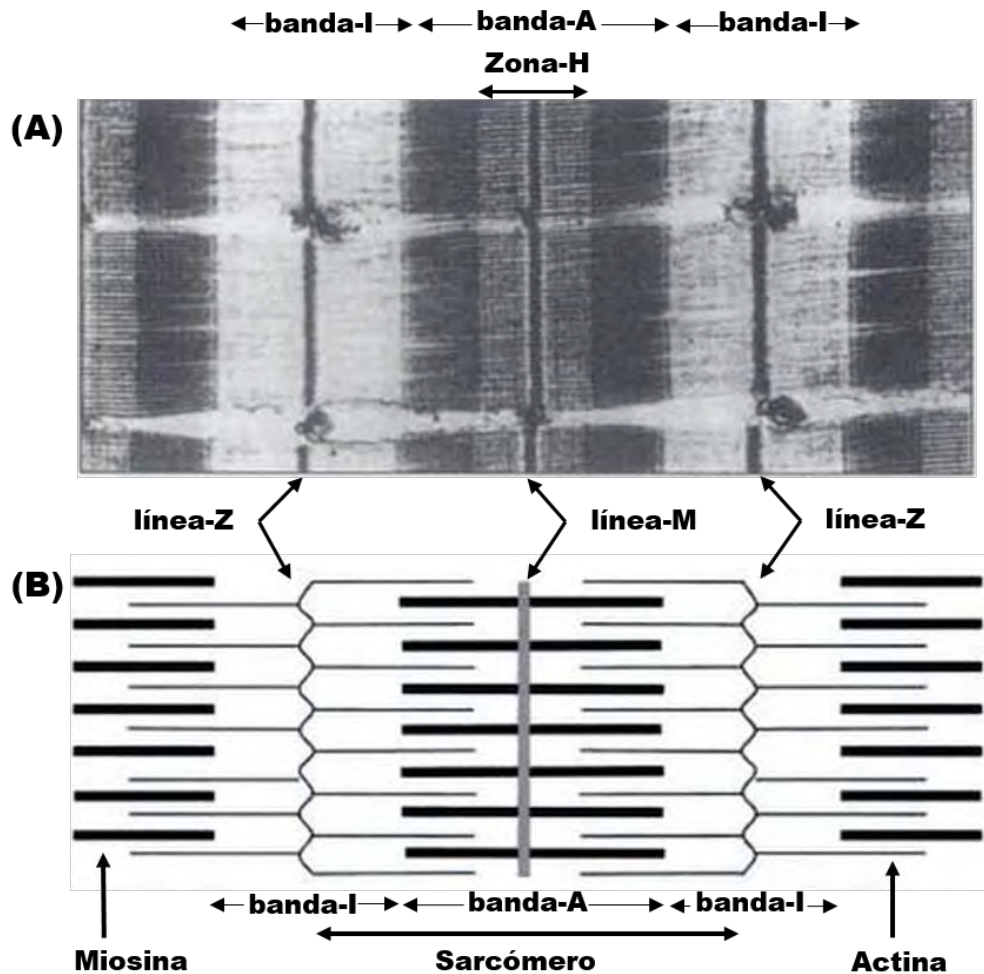 banda-I banda-A banda-I
Zona-H
(A)
línea-Z línea-M línea-Z
(B)
banda-I banda-A banda-I
Miosina Sarcómero Actina